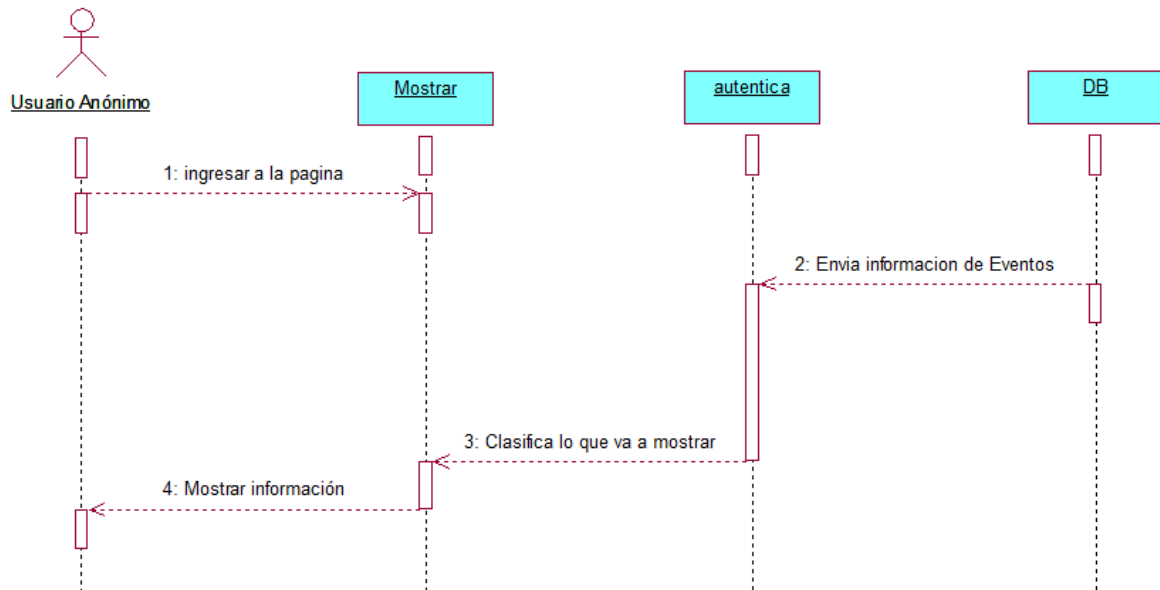 Usuario Anónimo
Mostrar
autentica
DB
1: ingresar a la pagina
2: Envia informacion de Eventos
3: Clasifica lo que va a mostrar
4: Mostrar información